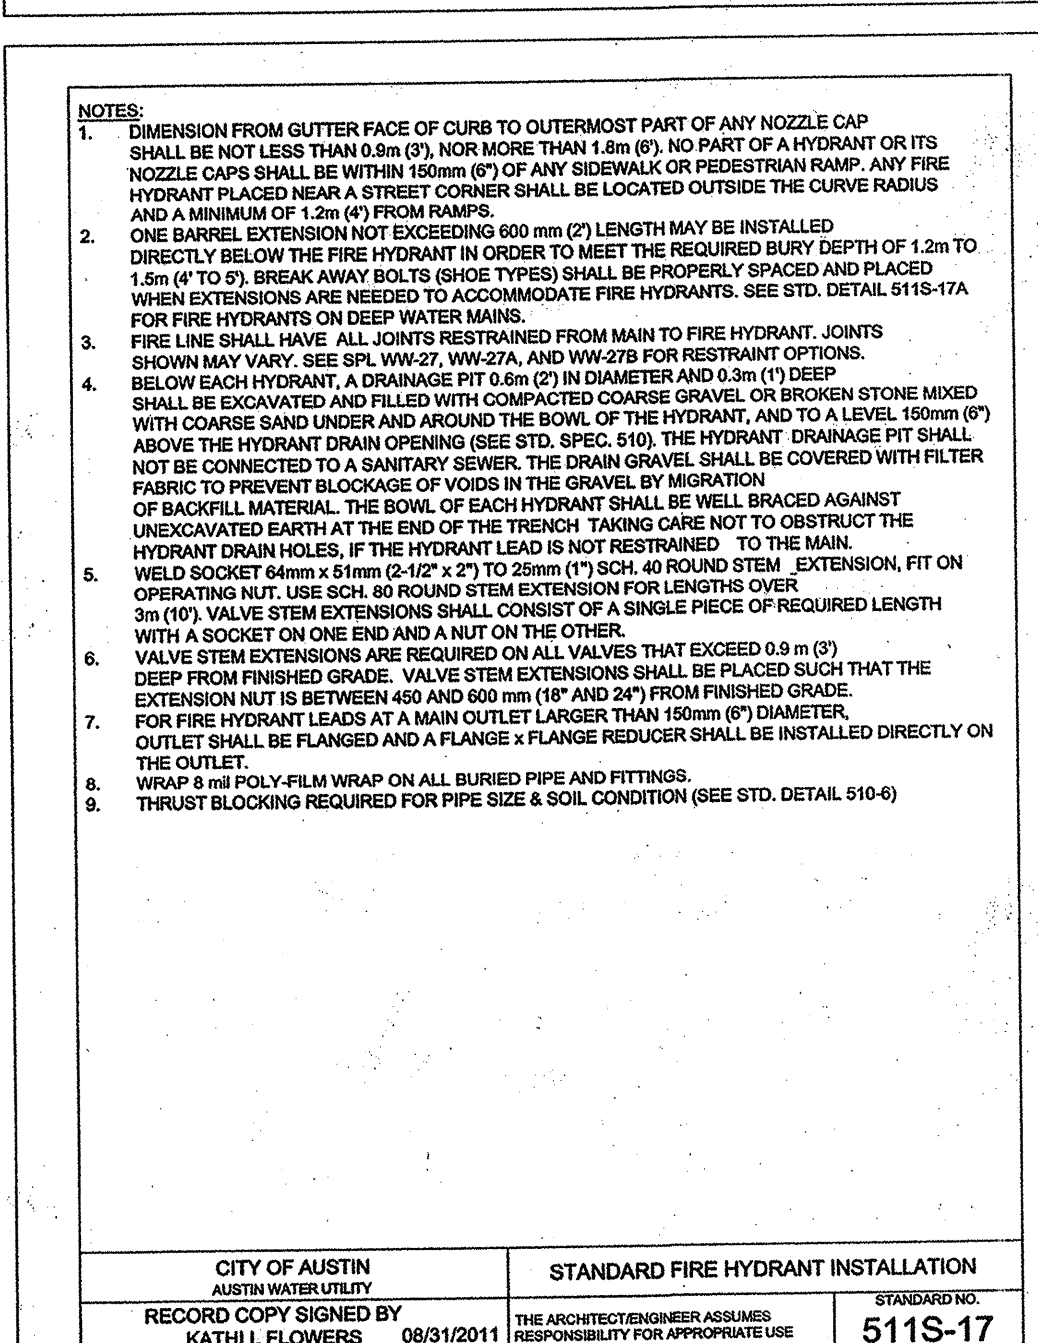 NOTES:
1. DIMENSION FROM GUTTER FACE OF CURB TO OUTERMOST PART OF ANY NOZZLE CAP
SHALL BE NOT LESS THAN 0.9m (3'), NOR MORE THAN 1.8m (6'). NO PART OF A HYDRANT OR ITS
NOZZLE CAPS SHALL BE WITHIN 150mm (6") OF ANY SIDEWALK OR PEDESTRIAN RAMP. ANY FIRE
HYDRANT PLACED NEAR A STREET CORNER SHALL BE LOCATED OUTSIDE THE CURVE RADIUS
AND A MINIMUM OF 1.2m (4') FROM RAMPS.
2. ONE BARREL EXTENSION NOT EXCEEDING 600 mm (2') LENGTH MAY BE INSTALLED
DIRECTLY BELOW THE FIRE HYDRANT IN ORDER TO MEET THE REQUIRED BURY DEPTH OF 1.2m TO
1.5m (4' TO 5'). BREAK AWAY BOLTS (SHOE TYPES) SHALL BE PROPERLY SPACED AND PLACED
WHEN EXTENSIONS ARE NEEDED TO ACCOMMODATE FIRE HYDRANTS. SEE STD. DETAIL 511S-17A
FOR FIRE HYDRANTS ON DEEP WATER MAINS.
3. FIRE LINE SHALL HAVE ALL JOINTS RESTRAINED FROM MAIN TO FIRE HYDRANT. JOINTS
SHOWN MAY VARY. SEE SPL WW-27, WW-27A, AND WW-27B FOR RESTRAINT OPTIONS.
4. BELOW EACH HYDRANT, A DRAINAGE PIT 0.6m (2') IN DIAMETER AND 0.3m (1') DEEP
SHALL BE EXCAVATED AND FILLED WITH COMPACTED COARSE GRAVEL OR BROKEN STONE MIXED
WITH COARSE SAND UNDER AND AROUND THE BOWL OF THE HYDRANT, AND TO A LEVEL 150mm (6")
ABOVE THE HYDRANT DRAIN OPENING (SEE STD. SPEC. 510). THE HYDRANT DRAINAGE PIT SHALL
NOT BE CONNECTED TO A SANITARY SEWER. THE DRAIN GRAVEL SHALL BE COVERED WITH FILTER
FABRIC TO PREVENT BLOCKAGE OF VOIDS IN THE GRAVEL BY MIGRATION
OF BACKFILL MATERIAL. THE BOWL OF EACH HYDRANT SHALL BE WELL BRACED AGAINST
UNEXCAVATED EARTH AT THE END OF THE TRENCH TAKING CARE NOT TO OBSTRUCT THE
HYDRANT DRAIN HOLES, IF THE HYDRANT LEAD IS NOT RESTRAINED TO THE MAIN.
5. WELD SOCKET 64mm x 51mm (2-1/2" x 2") TO 25mm (1") SCH. 40 ROUND STEM EXTENSION, FIT ON
OPERATING NUT. USE SCH. 80 ROUND STEM EXTENSION FOR LENGTHS OVER
3m (10'). VALVE STEM EXTENSIONS SHALL CONSIST OF A SINGLE PIECE OF REQUIRED LENGTH
WITH A SOCKET ON ONE END AND A NUT ON THE OTHER.
6. VALVE STEM EXTENSIONS ARE REQUIRED ON ALL VALVES THAT EXCEED 0.9 m (3')
DEEP FROM FINISHED GRADE. VALVE STEM EXTENSIONS SHALL BE PLACED SUCH THAT THE
EXTENSION NUT IS BETWEEN 450 AND 600 mm (18" AND 24") FROM FINISHED GRADE.
7. FOR FIRE HYDRANT LEADS AT A MAIN OUTLET LARGER THAN 150mm (6") DIAMETER,
OUTLET SHALL BE FLANGED AND A FLANGE x FLANGE REDUCER SHALL BE INSTALLED DIRECTLY ON
THE OUTLET.
8. WRAP 8 mil POLY-FILM WRAP ON ALL BURIED PIPE AND FITTINGS.
9. THRUST BLOCKING REQUIRED FOR PIPE SIZE & SOIL CONDITION (SEE STD. DETAIL 510-6)
CITY OF AUSTIN
AUSTIN WATER UTILITY
STANDARD FIRE HYDRANT INSTALLATION
RECORD COPY SIGNED BY
KATHI L. FLOWERS 08/31/2011
THE ARCHITECT/ENGINEER ASSUMES
RESPONSIBILITY FOR APPROPRIATE USE
STANDARD NO.
511S-17